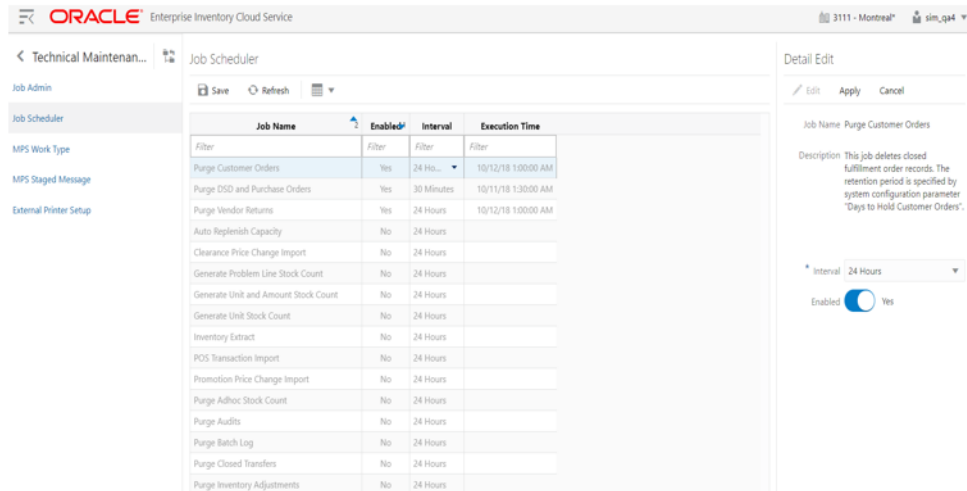 ORACLE Enterprise Inventory Cloud Service
3111 - Montreal*
sim_qa4
Technical Maintenan...
Job Admin
Job Scheduler
MPS Work Type
MPS Staged Message
External Printer Setup
Job Scheduler
Save Refresh
Job Name 2 Enabled 1 Interval Execution Time
Filter Filter Filter Filter
Purge Customer Orders Yes 24 Ho... 10/12/18 1:00:00 AM
Purge DSD and Purchase Orders Yes 30 Minutes 10/11/18 1:30:00 AM
Purge Vendor Returns Yes 24 Hours 10/12/18 1:00:00 AM
Auto Replenish Capacity No 24 Hours
Clearance Price Change Import No 24 Hours
Generate Problem Line Stock Count No 24 Hours
Generate Unit and Amount Stock Count No 24 Hours
Generate Unit Stock Count No 24 Hours
Inventory Extract No 24 Hours
POS Transaction Import No 24 Hours
Promotion Price Change Import No 24 Hours
Purge Adhoc Stock Count No 24 Hours
Purge Audits No 24 Hours
Purge Batch Log No 24 Hours
Purge Closed Transfers No 24 Hours
Purge Inventory Adjustments No 24 Hours
Detail Edit
Edit Apply Cancel
Job Name Purge Customer Orders
Description This job deletes closed
fulfillment order records. The
retention period is specified by
system configuration parameter
"Days to Hold Customer Orders".
* Interval 24 Hours
Enabled Yes